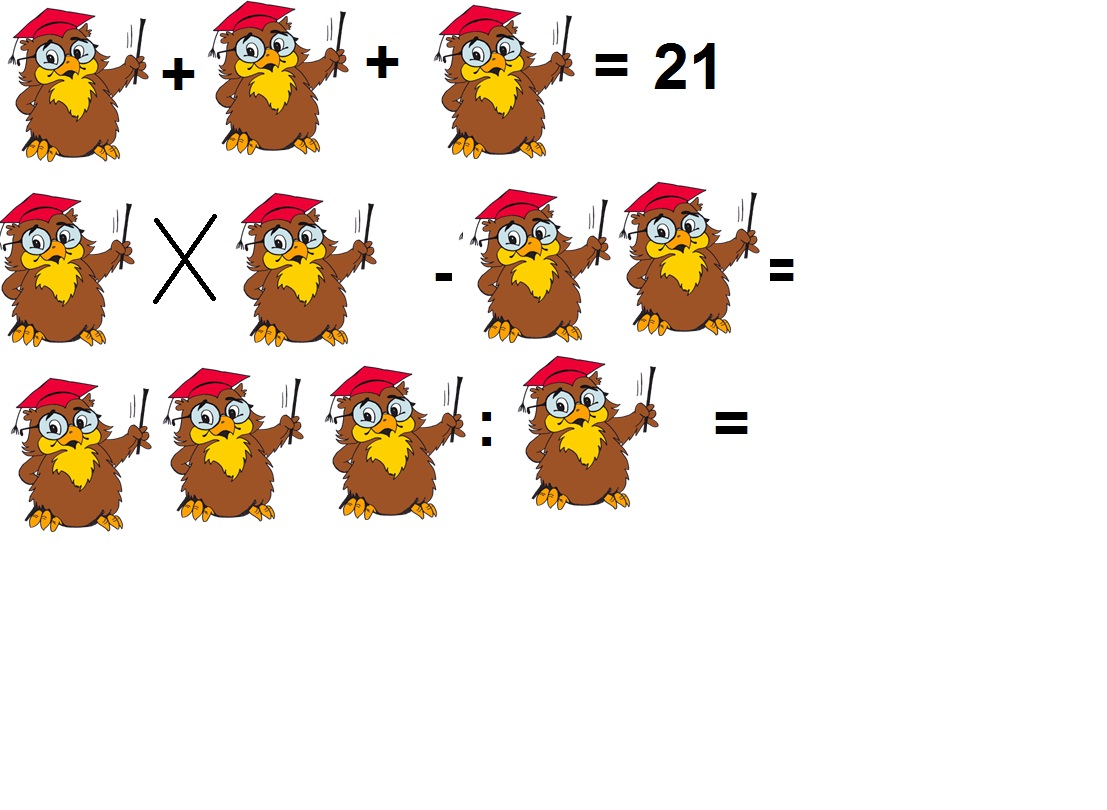 + + = 21
X - =
: =